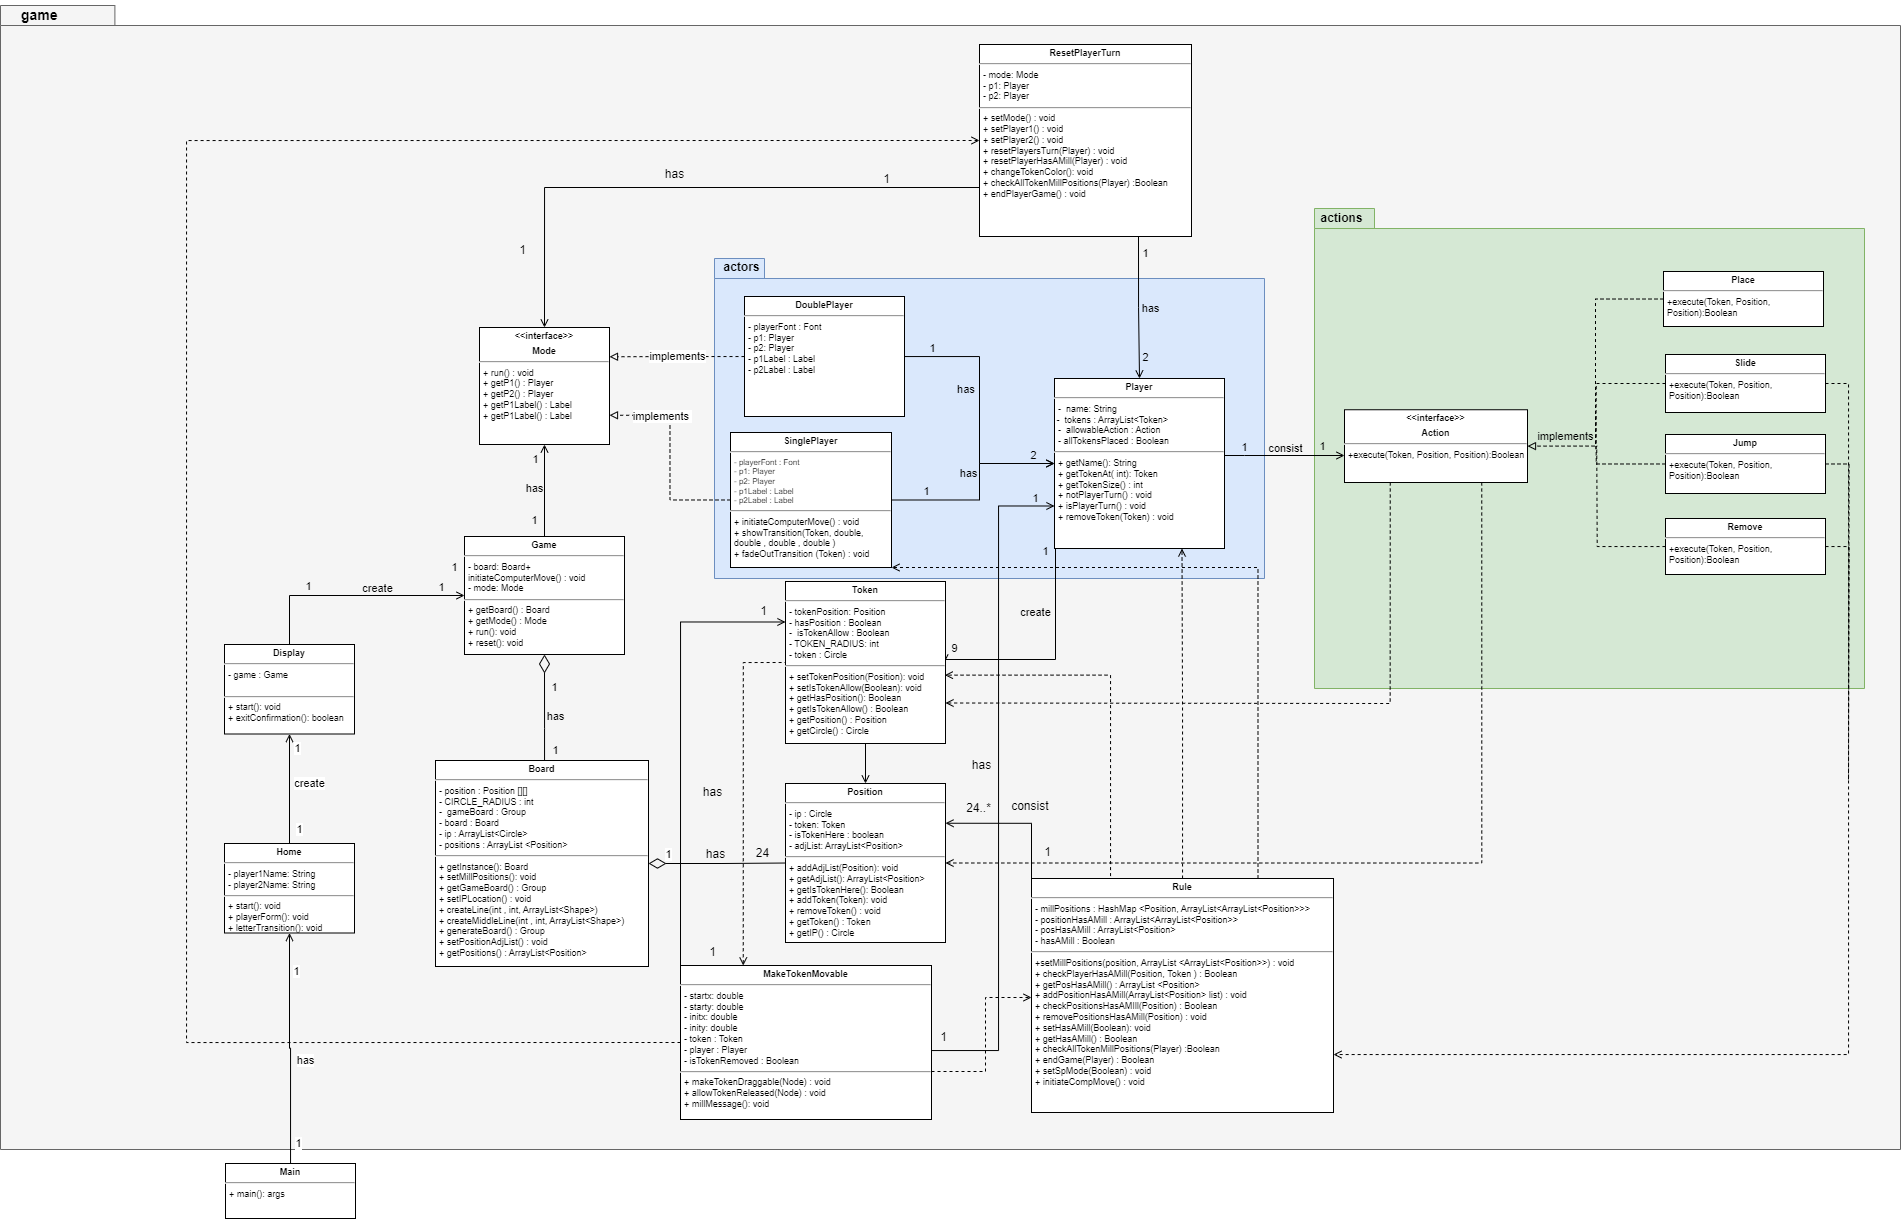 game
ResetPlayerTurn
- mode: Mode
- p1: Player
- p2: Player
+ setMode() : void
+ setPlayer1() : void
+ setPlayer2() : void
+ resetPlayersTurn(Player) : void
+ resetPlayerHasAMill(Player) : void
+ changeTokenColor(): void
+ checkAllTokenMillPositions(Player) :Boolean
+ endPlayerGame() : void
has
1
1
1
has
2
actors
DoublePlayer
- playerFont : Font
- p1: Player
- p2: Player
- p1Label : Label
- p2Label : Label
1
has
<<interface>>
Mode
+ run() : void
+ getP1() : Player
+ getP2() : Player
+ getP1Label() : Label
+ getP1Label() : Label
implements
implements
SinglePlayer
- playerFont : Font
- p1: Player
- p2: Player
- p1Label : Label
- p2Label : Label
+ initiateComputerMove() : void
+ showTransition(Token, double,
double , double , double )
+ fadeOutTransition (Token) : void
1
has
2
1
Player
- name: String
- tokens : ArrayList<Token>
- allowableAction : Action
- allTokensPlaced : Boolean
+ getName(): String
+ getTokenAt( int): Token
+ getTokenSize() : int
+ notPlayerTurn() : void
+ isPlayerTurn() : void
+ removeToken(Token) : void
1
consist
1
actions
<<interface>>
Action
+execute(Token, Position, Position):Boolean
implements
Place
+execute(Token, Position,
Position):Boolean
Slide
+execute(Token, Position,
Position):Boolean
Jump
+execute(Token, Position,
Position):Boolean
Remove
+execute(Token, Position,
Position):Boolean
1
has
1
Game
- board: Board+
initiateComputerMove() : void
- mode: Mode
+ getBoard() : Board
+ getMode() : Mode
+ run(): void
+ reset(): void
1
1
create
1
Display
- game : Game
+ start(): void
+ exitConfirmation(): boolean
1
create
1
Home
- player1Name: String
- player2Name: String
+ start(): void
+ playerForm(): void
+ letterTransition(): void
1
has
1
Main
+ main(): args
1
has
1
Board
- position : Position [][]
- CIRCLE_RADIUS : int
- gameBoard : Group
- board : Board
- ip : ArrayList<Circle>
- positions : ArrayList <Position>
+ getInstance(): Board
+ setMillPositions(): void
+ getGameBoard() : Group
+ setIPLocation() : void
+ createLine(int , int, ArrayList<Shape>)
+ createMiddleLine(int , int, ArrayList<Shape>)
+ generateBoard() : Group
+ setPositionAdjList() : void
+ getPositions() : ArrayList<Position>
1
has
24
1
create
9
1
Token
- tokenPosition: Position
- hasPosition : Boolean
- isTokenAllow : Boolean
- TOKEN_RADIUS: int
- token : Circle
+ setTokenPosition(Position): void
+ setIsTokenAllow(Boolean): void
+ getHasPosition(): Boolean
+ getIsTokenAllow() : Boolean
+ getPosition() : Position
+ getCircle() : Circle
has
has
Position
- ip : Circle
- token: Token
- isTokenHere : boolean
- adjList: ArrayList<Position>
+ addAdjList(Position): void
+ getAdjList(): ArrayList<Position>
+ getIsTokenHere(): Boolean
+ addToken(Token): void
+ removeToken() : void
+ getToken() : Token
+ getIP() : Circle
24..*
consist
1
1
MakeTokenMovable
- startx: double
- starty: double
- initx: double
- inity: double
- token : Token
- player : Player
- isTokenRemoved : Boolean
+ makeTokenDraggable(Node) : void
+ allowTokenReleased(Node) : void
+ millMessage(): void
1
Rule
- millPositions : HashMap <Position, ArrayList<ArrayList<Position>>>
- positionHasAMill : ArrayList<ArrayList<Position>>
- posHasAMill : ArrayList<Position>
- hasAMill : Boolean
+setMillPositions(position, ArrayList <ArrayList<Position>>) : void
+ checkPlayerHasAMill(Position, Token ) : Boolean
+ getPosHasAMill() : ArrayList <Position>
+ addPositionHasAMill(ArrayList<Position> list) : void
+ checkPositionsHasAMIll(Position) : Boolean
+ removePositionsHasAMill(Position) : void
+ setHasAMill(Boolean): void
+ getHasAMill() : Boolean
+ checkAllTokenMillPositions(Player) :Boolean
+ endGame(Player) : Boolean
+ setSpMode(Boolean) : void
+ initiateCompMove() : void